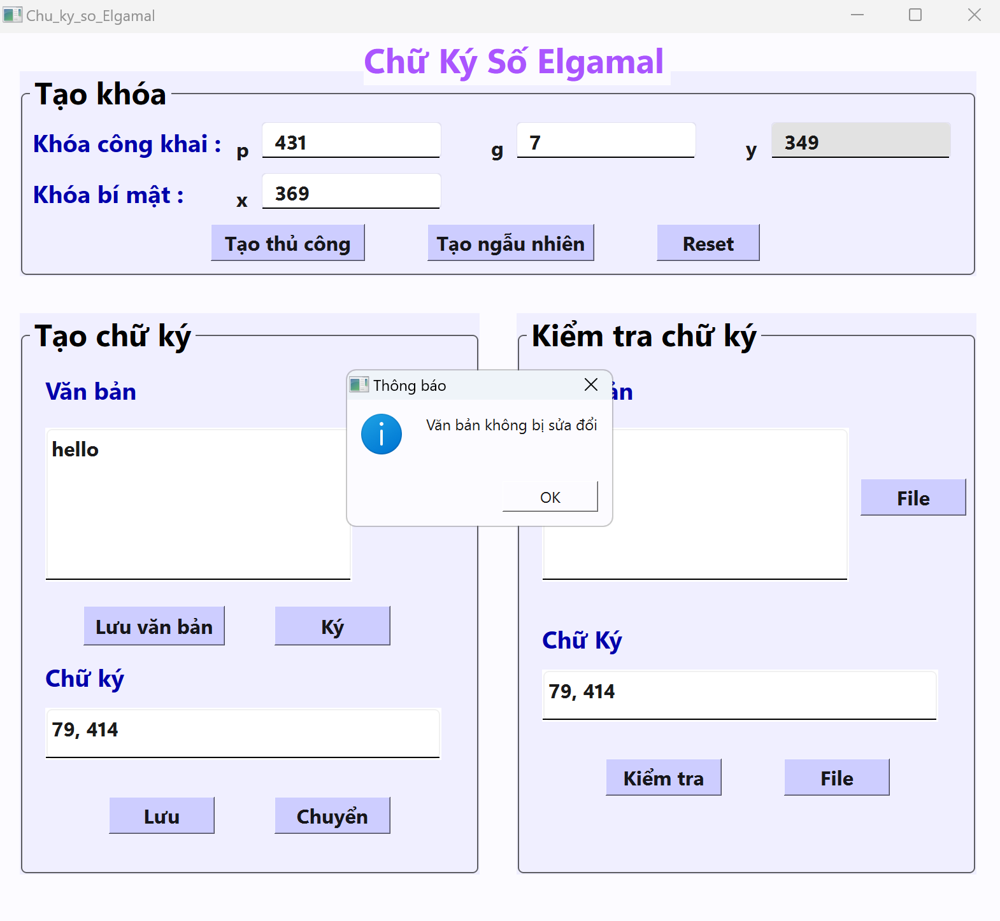 Chu_ky_so_Elgamal
Chữ Ký Số Elgamal
Tạo khóa
Khóa công khai : p 431 g 7 y 349
Khóa bí mật : x 369
Tạo thủ công Tạo ngẫu nhiên Reset
Tạo chữ ký
Văn bản
hello
Lưu văn bản Ký
Chữ ký
79, 414
Lưu Chuyển
Kiểm tra chữ ký
File
Chữ Ký
79, 414
Kiểm tra File
Thông báo
Văn bản không bị sửa đổi
OK